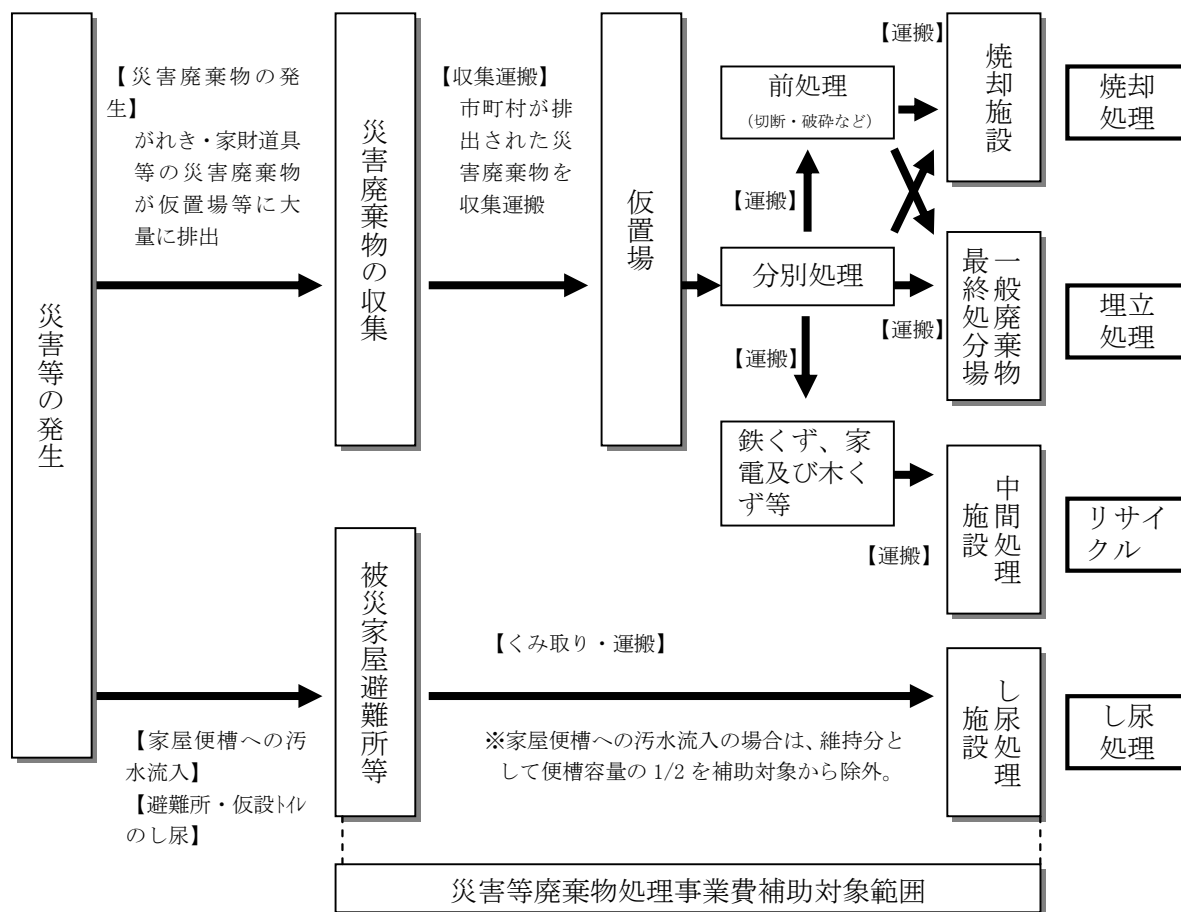 災害等の発生
【災害廃棄物の発
生】
がれき・家財道具
等の災害廃棄物
が仮置場等に大
量に排出
災害廃棄物の収集
【収集運搬】
市町村が排
出された災
害廃棄物を
収集運搬
仮置場
前処理
（切断・破砕など）
【運搬】
分別処理
【運搬】
鉄くず、家
電及び木く
ず等
【運搬】
焼却施設
焼却
処理
【運搬】
一般廃棄物
最終処分場
埋立
処理
【運搬】
中間処理
施設
リサイ
クル
【家屋便槽への汚
水流入】
【避難所・仮設ﾄｲﾚ
のし尿】
被災家屋避難所等
【くみ取り・運搬】
※家屋便槽への汚水流入の場合は、維持分と
して便槽容量の 1/2 を補助対象から除外。
し尿処理
施設
し尿
処理
災害等廃棄物処理事業費補助対象範囲